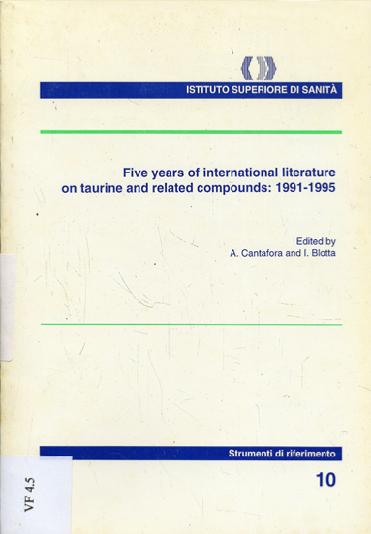 ISTITUTO SUPERIORE DI SANITÀ
Five years of international literature
on taurine and related compounds: 1991-1995
Edited by
A. Cantafora and I. Blotta
Strumenti di riferimento
10
VF 4.5